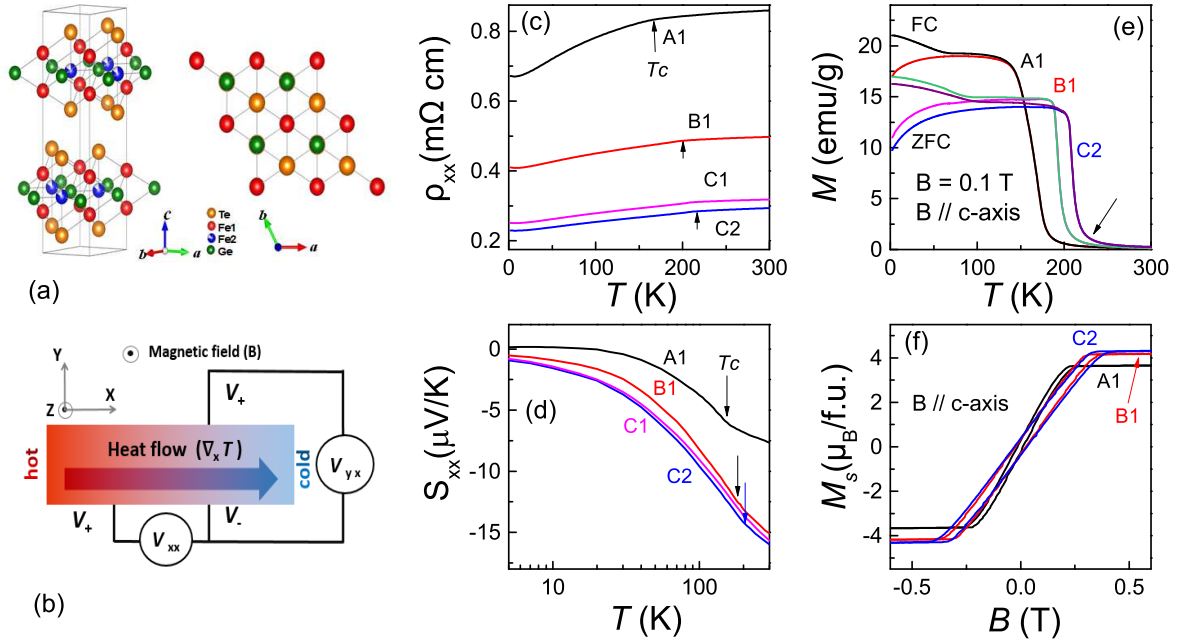 c
b
a
b
a
Te
Fe1
Fe2
Ge
(a)
Y
Magnetic field (B)
Z
X
V+
Heat flow (∇xT)
hot
cold
Vyx
V+
V-
Vxx
(b)
(c)
0.8
0.6
0.4
0.2
ρxx(mΩ cm)
A1
Tc
B1
C1
C2
0
100
200
300
T (K)
(d)
0
-5
-10
-15
Sxx(μV/K)
A1
Tc
B1
C1
C2
10
100
T (K)
(e)
20
15
10
5
0
M (emu/g)
FC
A1
B1
ZFC
C2
B = 0.1 T
B // c-axis
0
100
200
300
T (K)
(f)
4
2
0
-2
-4
Ms(μB/f.u.)
C2
A1
B1
B // c-axis
-0.5
0.0
0.5
B (T)